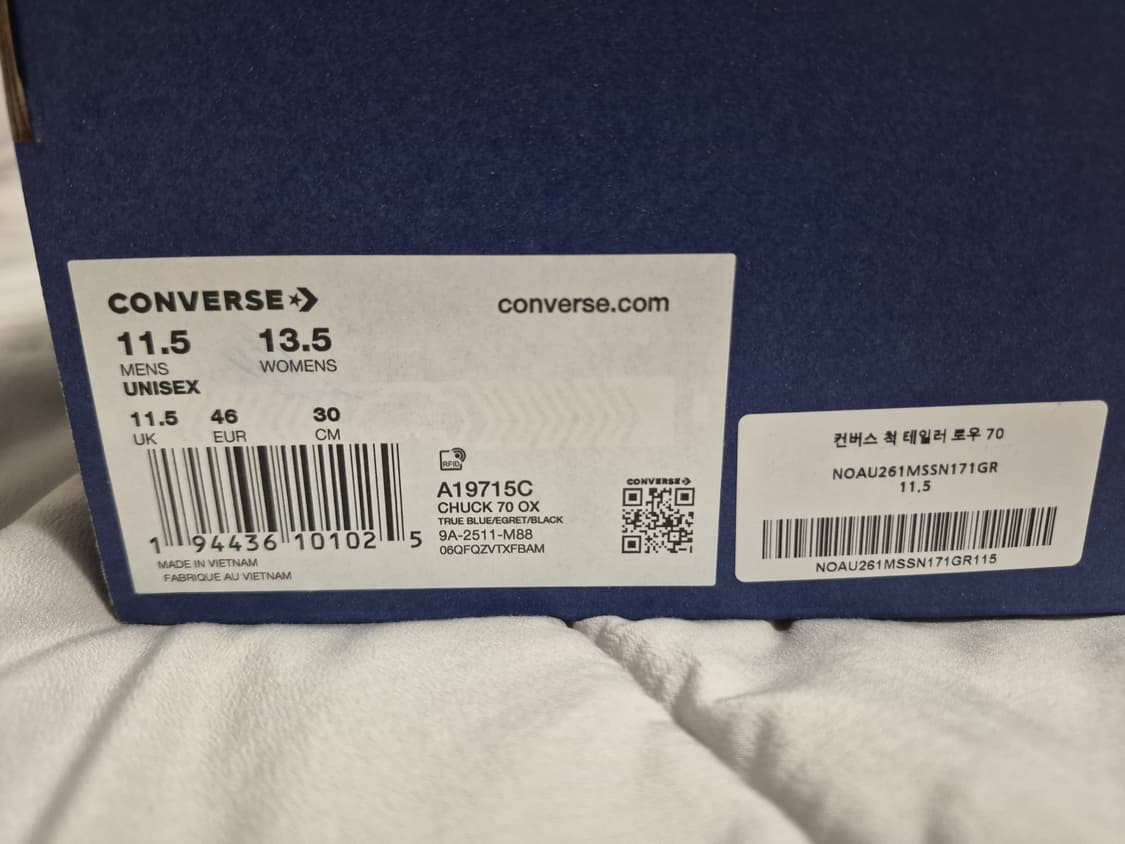 CONVERSE
converse.com
11.5 13.5
MENS WOMENS
UNISEX
11.5 46 30
UK EUR CM
1 94436 10102 5
MADE IN VIETNAM
FABRIQUE AU VIETNAM
RFID
A19715C
CHUCK 70 OX
TRUE BLUE/EGRET/BLACK
9A-2511-M88
06QFQZVTXFBAM
CONVERSE
컨버스 척 테일러 로우 70
NOAU261MSSN171GR
11.5
NOAU261MSSN171GR115